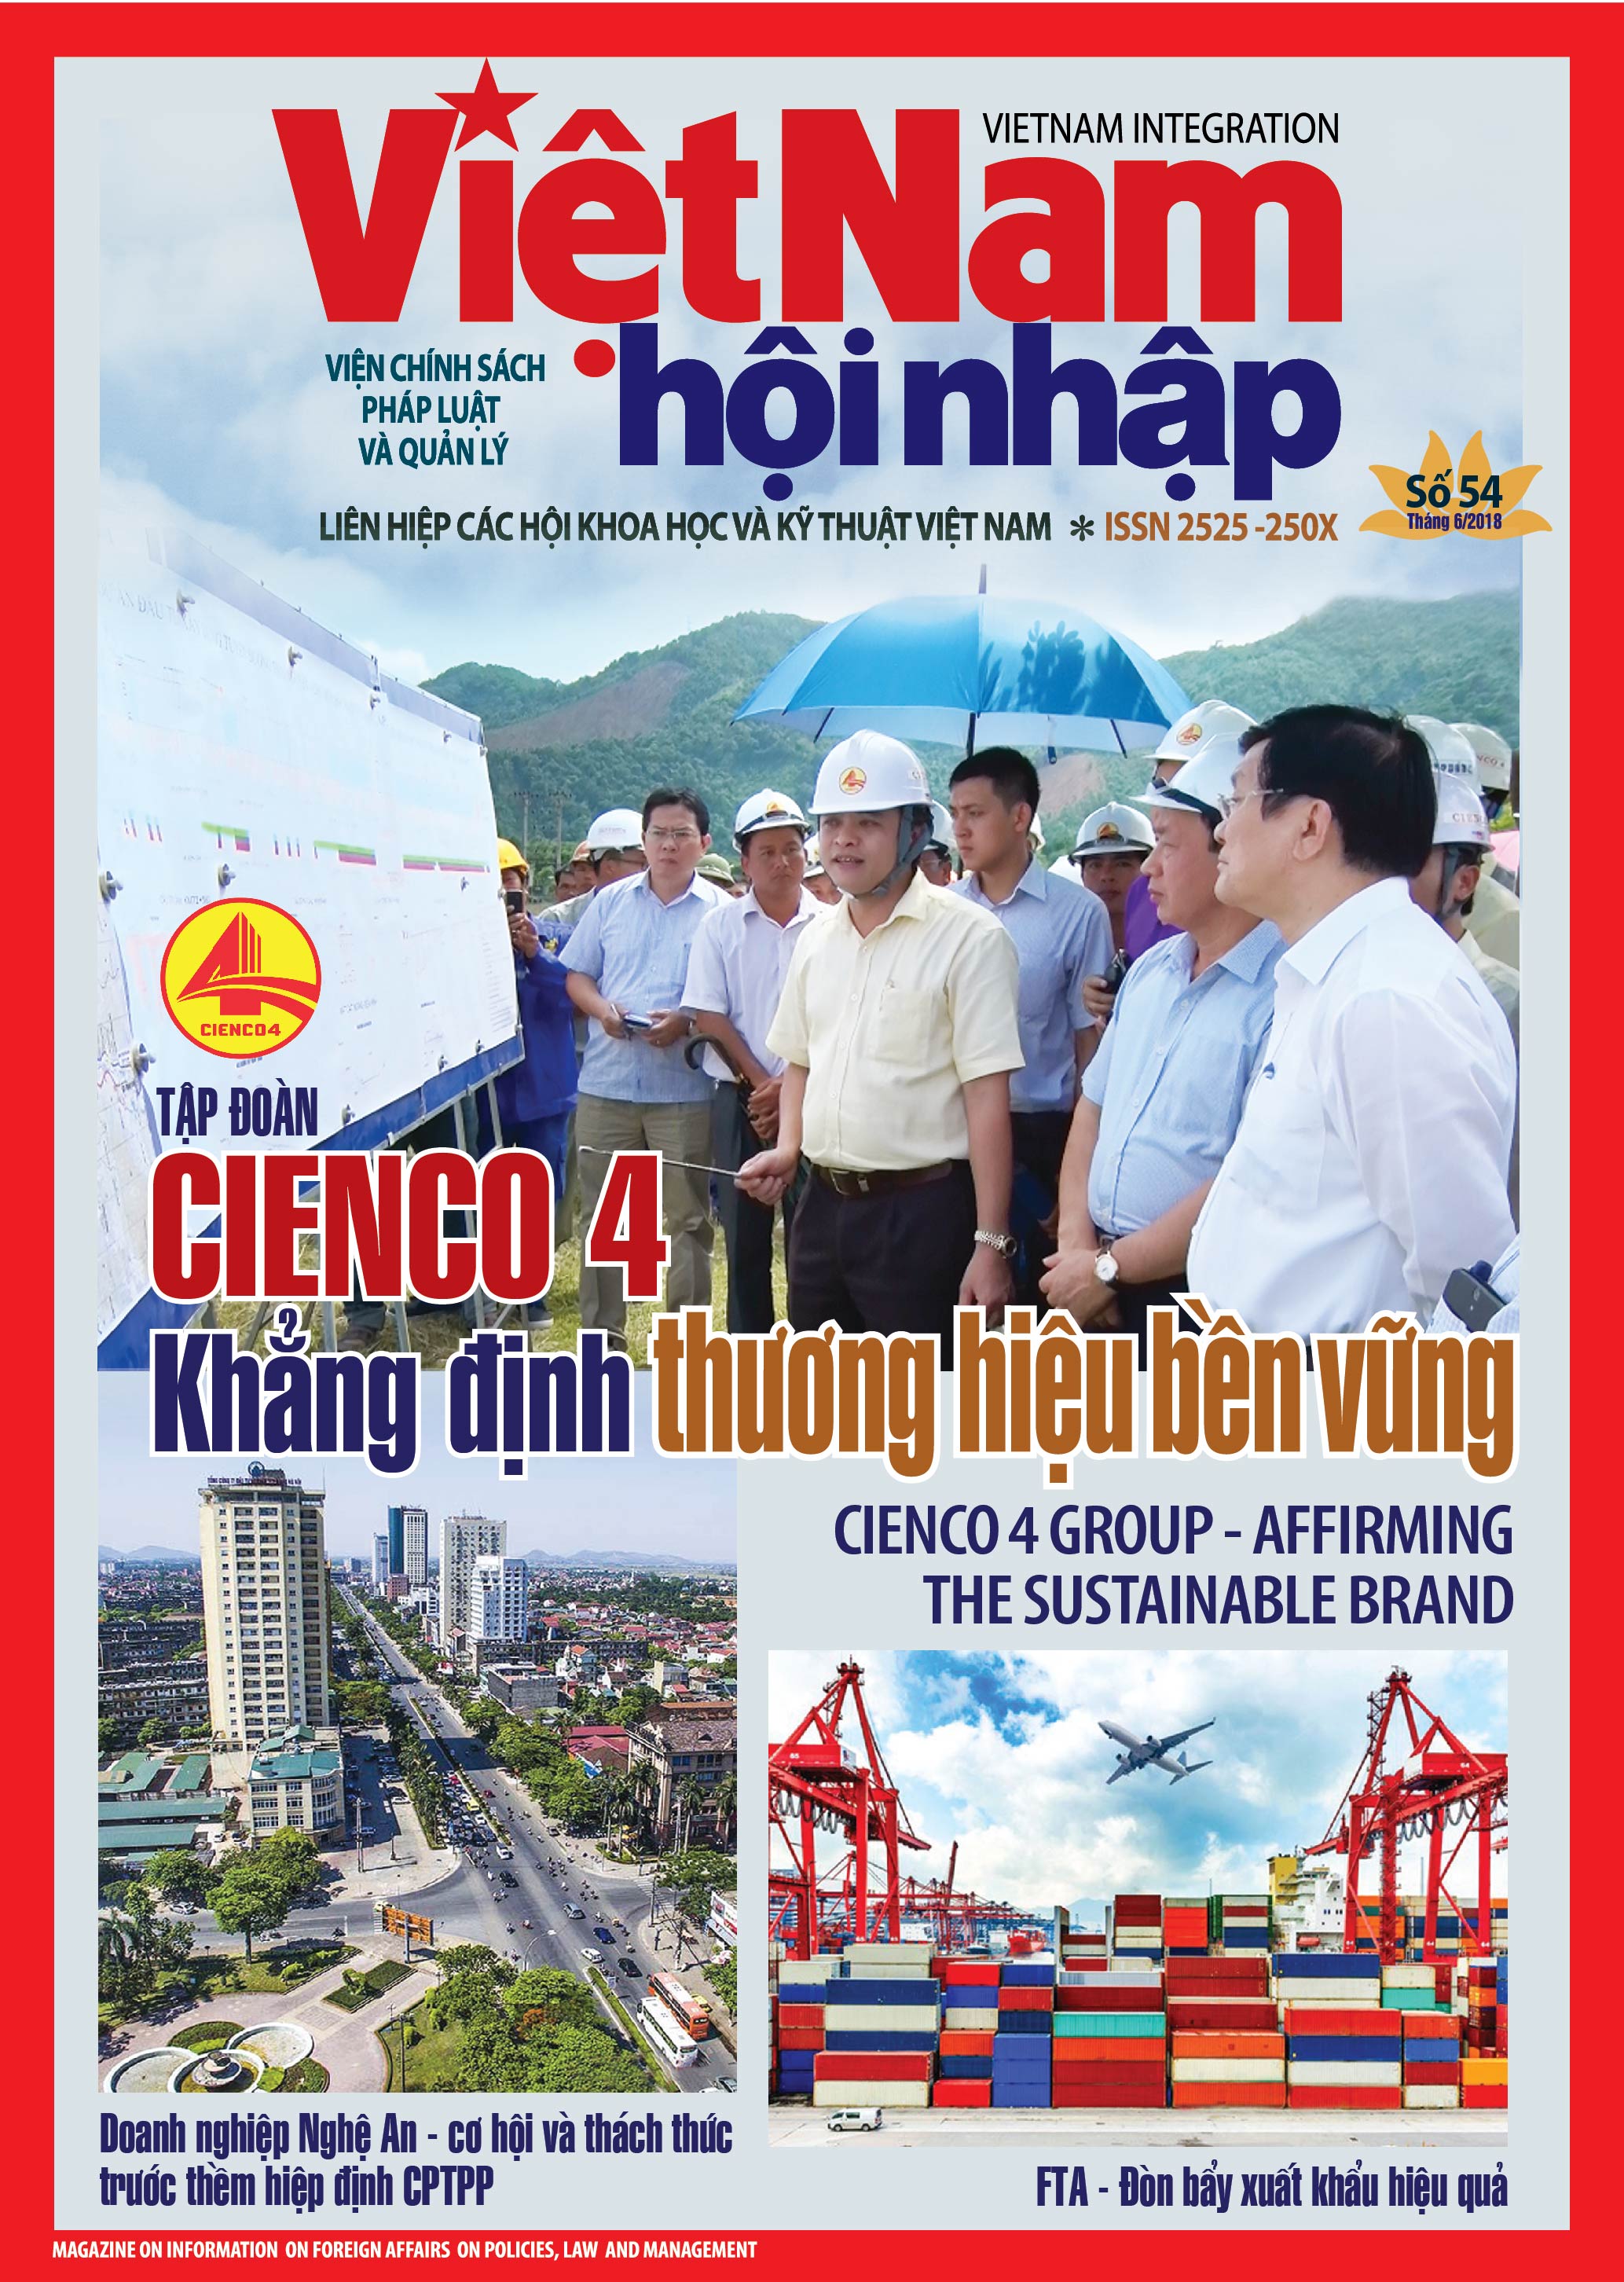 VIETNAM INTEGRATION
Việt Nam
hội nhập
VIỆN CHÍNH SÁCH
PHÁP LUẬT
VÀ QUẢN LÝ
LIÊN HIỆP CÁC HỘI KHOA HỌC VÀ KỸ THUẬT VIỆT NAM * ISSN 2525 -250X
Số 54
Tháng 6/2018
CIENCO4
TẬP ĐOÀN
CIENCO 4
Khẳng định thương hiệu bền vững
CIENCO 4 GROUP - AFFIRMING
THE SUSTAINABLE BRAND
Doanh nghiệp Nghệ An - cơ hội và thách thức
trước thềm hiệp định CPTPP
FTA - Đòn bẩy xuất khẩu hiệu quả
MAGAZINE ON INFORMATION ON FOREIGN AFFAIRS ON POLICIES, LAW AND MANAGEMENT